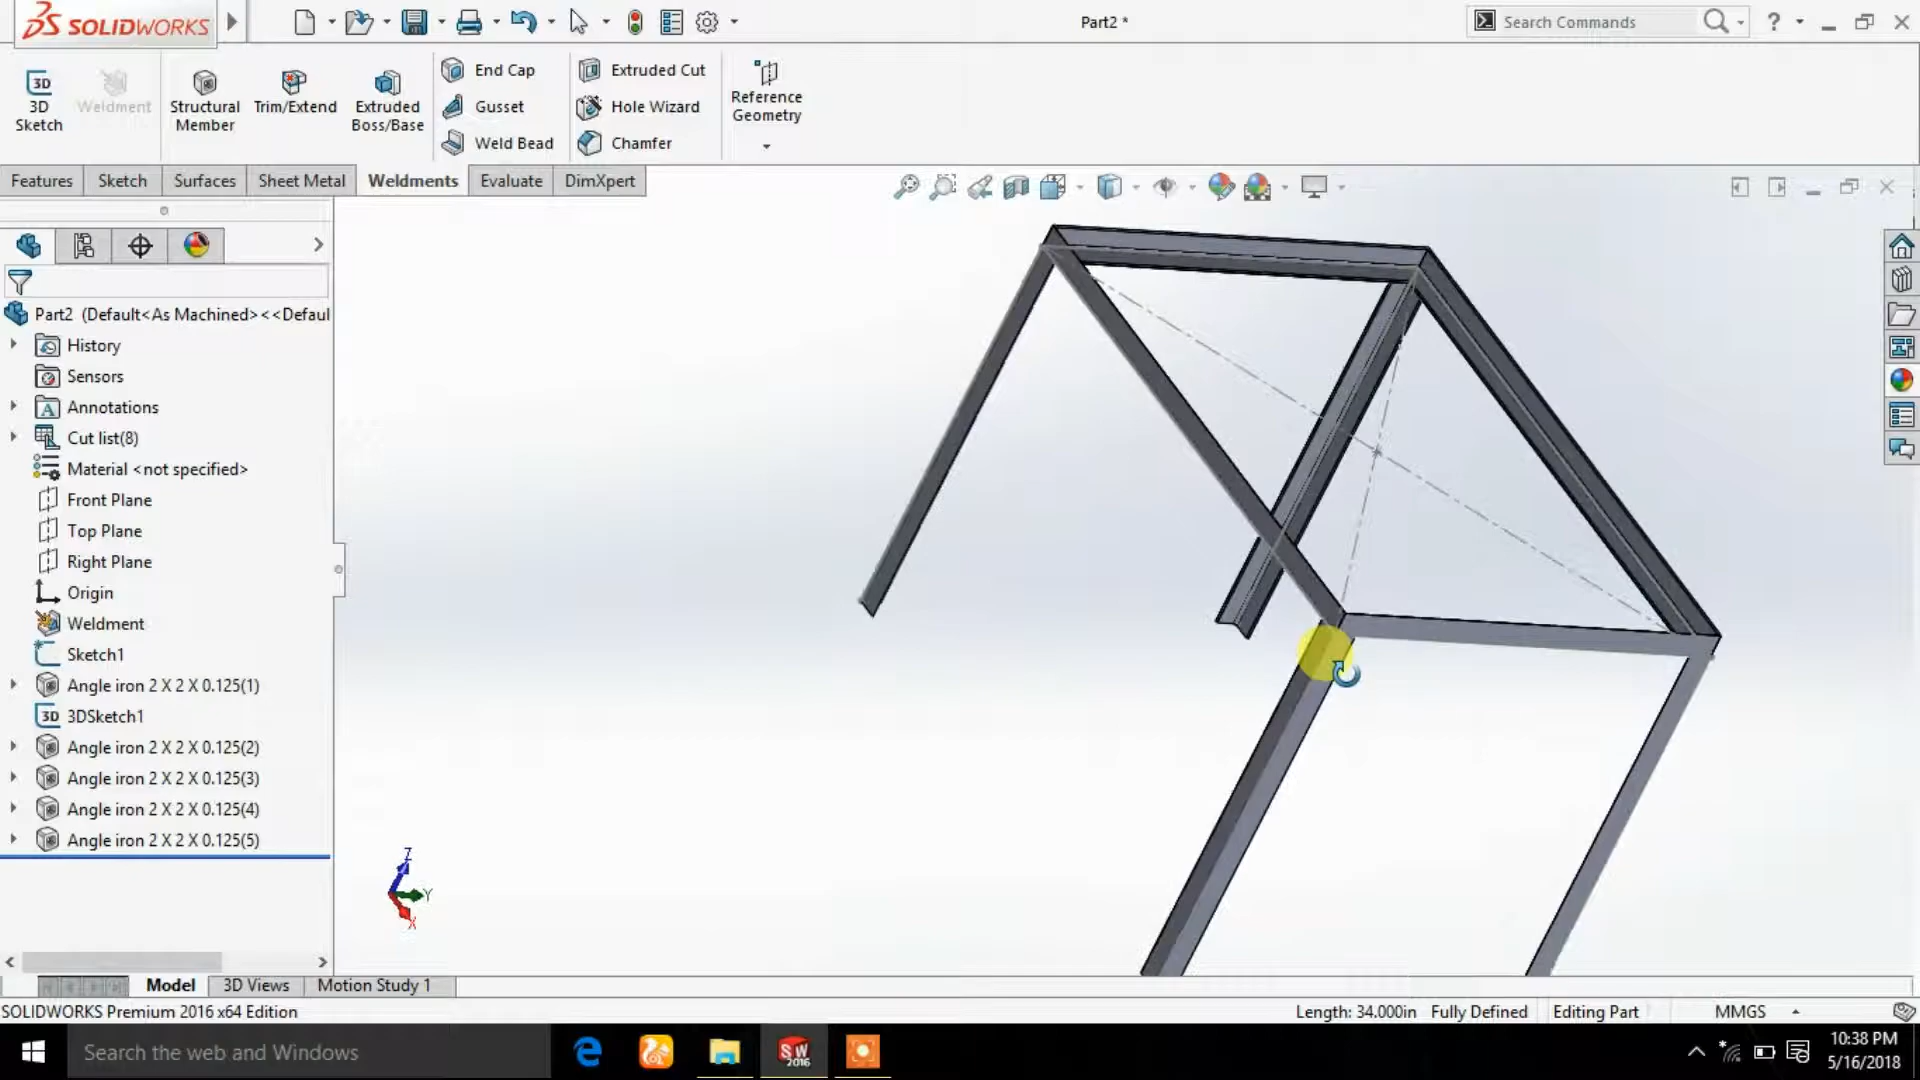 SOLIDWORKS
Part2 *
Search Commands
3D
3D
Sketch
Weldment
Structural
Member
Trim/Extend
Extruded
Boss/Base
End Cap
Gusset
Weld Bead
Extruded Cut
Hole Wizard
Chamfer
Reference
Geometry
Features
Sketch
Surfaces
Sheet Metal
Weldments
Evaluate
DimXpert
Part2 (Default<As Machined><<Defaul
History
Sensors
A Annotations
Cut list(8)
Material <not specified>
Front Plane
Top Plane
Right Plane
Origin
Weldment
Sketch1
Angle iron 2 X 2 X 0.125(1)
3D 3DSketch1
Angle iron 2 X 2 X 0.125(2)
Angle iron 2 X 2 X 0.125(3)
Angle iron 2 X 2 X 0.125(4)
Angle iron 2 X 2 X 0.125(5)
Z
Y
X
Model
3D Views
Motion Study 1
SOLIDWORKS Premium 2016 x64 Edition
Length: 34.000in Fully Defined Editing Part MMGS
Search the web and Windows
SW
2016
10:38 PM
5/16/2018